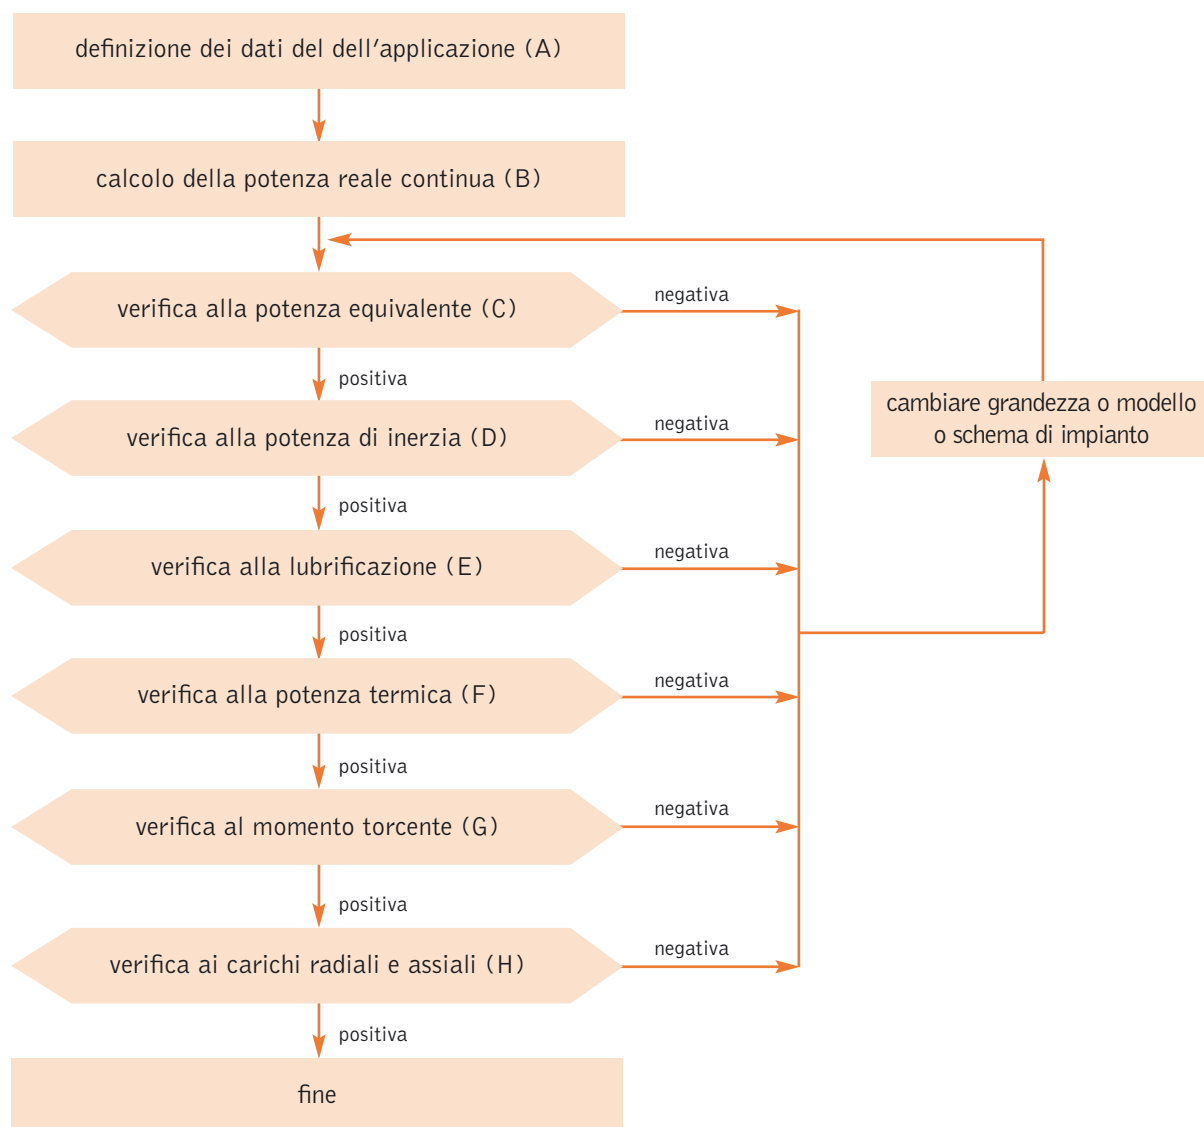 definizione dei dati del dell'applicazione (A)
calcolo della potenza reale continua (B)
verifica alla potenza equivalente (C)
negativa
positiva
cambiare grandezza o modello
o schema di impianto
verifica alla potenza di inerzia (D)
negativa
positiva
verifica alla lubrificazione (E)
negativa
positiva
verifica alla potenza termica (F)
negativa
positiva
verifica al momento torcente (G)
negativa
positiva
verifica ai carichi radiali e assiali (H)
negativa
positiva
fine